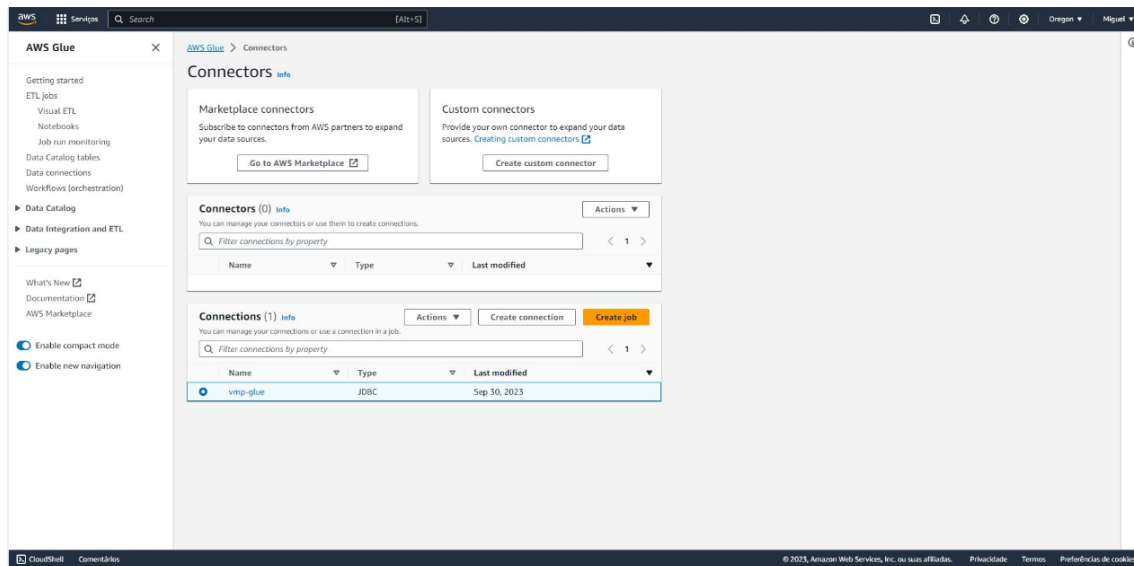 aws Serviços Search [Alt+S] Oregon Miguel
AWS Glue
Getting started
ETL jobs
Visual ETL
Notebooks
Job run monitoring
Data Catalog tables
Data connections
Workflows (orchestration)
Data Catalog
Data Integration and ETL
Legacy pages
What's New
Documentation
AWS Marketplace
Enable compact mode
Enable new navigation
AWS Glue > Connectors
Connectors Info
Marketplace connectors
Subscribe to connectors from AWS partners to expand
your data sources.
Go to AWS Marketplace
Custom connectors
Provide your own connector to expand your data
sources. Creating custom connectors
Create custom connector
Connectors (0) Info
Actions
You can manage your connectors or use them to create connections.
Filter connections by property
1
Name Type Last modified
Connections (1) Info
Actions Create connection Create job
You can manage your connections or use a connection in a job.
Filter connections by property
1
Name Type Last modified
vmp-glue JDBC Sep 30, 2023
CloudShell Comentários © 2023, Amazon Web Services, Inc. ou suas afiliadas. Privacidade Termos Preferências de cookies